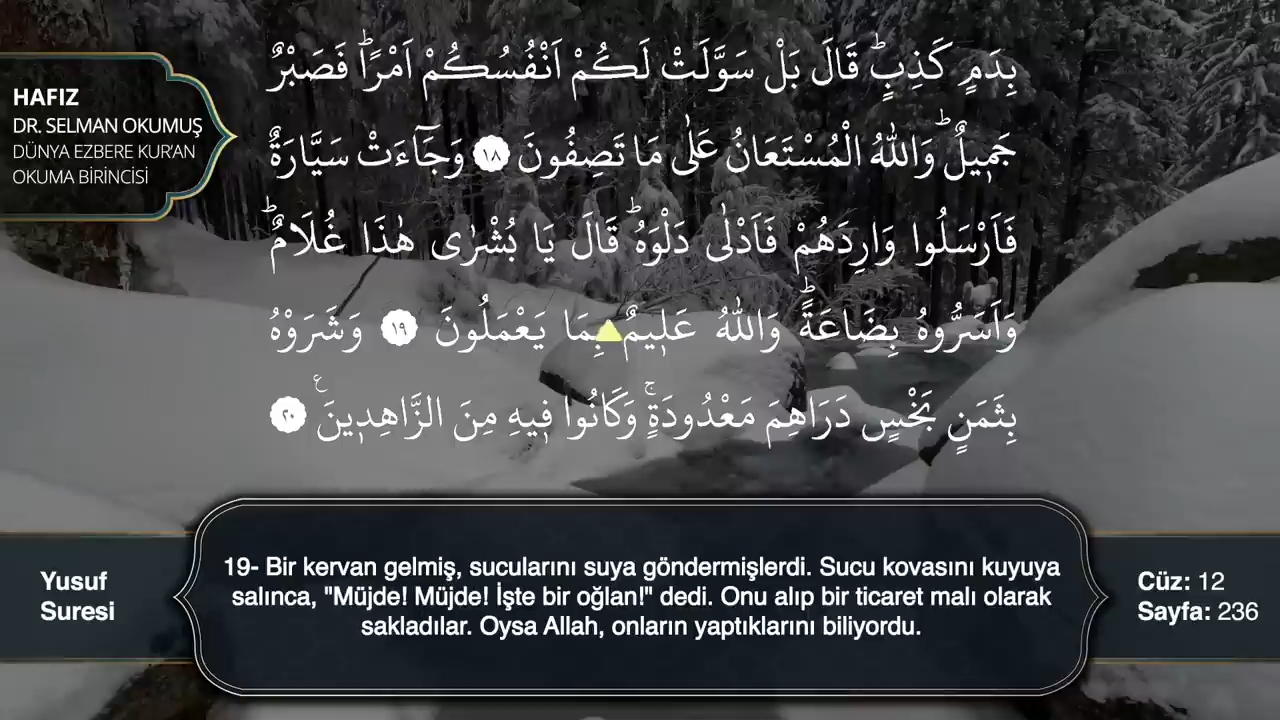 HAFIZ
DR. SELMAN OKUMUŞ
DÜNYA EZBERE KUR'AN
OKUMA BİRİNCİSİ
بِدَمٍ كَذِبٍۜ قَالَ بَلْ سَوَّلَتْ لَكُمْ اَنْفُسُكُمْ اَمْرًاۜ فَصَبْرٌ
جَم۪يلٌۜ وَاللّٰهُ الْمُسْتَعَانُ عَلٰى مَا تَصِفُونَ ﴿١٨﴾ وَجَٓاءَتْ سَيَّارَةٌ
فَاَرْسَلُوا وَارِدَهُمْ فَاَدْلٰى دَلْوَهُۜ قَالَ يَا بُشْرٰى هٰذَا غُلَامٌۜ
وَاَسَرُّوهُ بِضَاعَةًۜ وَاللّٰهُ عَل۪يمٌ بِمَا يَعْمَلُونَ ﴿١٩﴾ وَشَرَوْهُ
بِثَمَنٍ بَخْسٍ دَرَاهِمَ مَعْدُودَةٍۚ وَكَانُوا ف۪يهِ مِنَ الزَّاهِد۪ينَ۟ ﴿٢٠﴾
Yusuf
Suresi
19- Bir kervan gelmiş, sucularını suya göndermişlerdi. Sucu kovasını kuyuya
salınca, "Müjde! Müjde! İşte bir oğlan!" dedi. Onu alıp bir ticaret malı olarak
sakladılar. Oysa Allah, onların yaptıklarını biliyordu.
Cüz: 12
Sayfa: 236